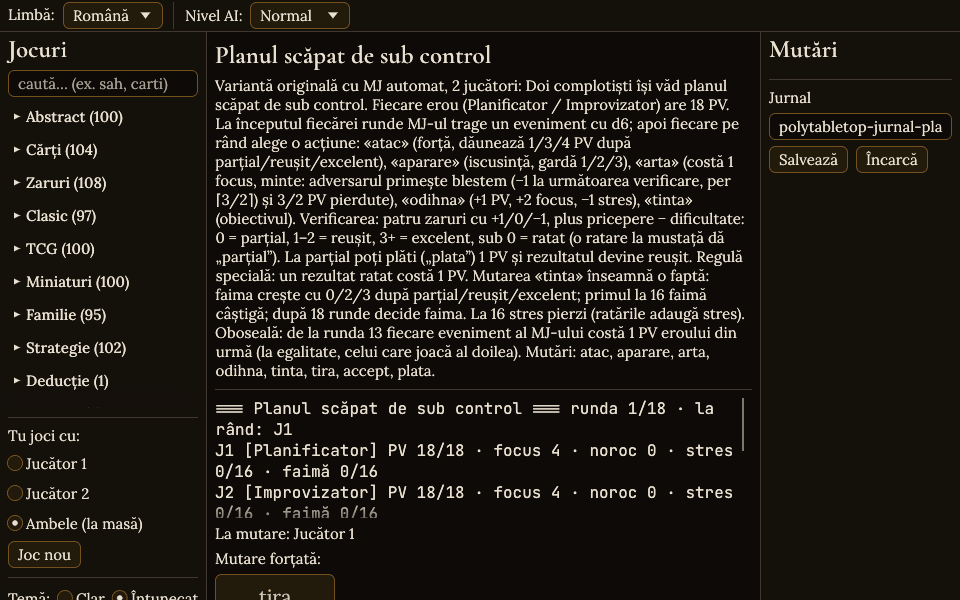 Limbă: Română ▼ Nivel AI: Normal ▼
Jocuri
caută... (ex. sah, carti)
▸ Abstract (100)
▸ Cărți (104)
▸ Zaruri (108)
▸ Clasic (97)
▸ TCG (100)
▸ Miniaturi (100)
▸ Familie (95)
▸ Strategie (102)
▸ Deducție (1)
Tu joci cu:
Jucător 1
Jucător 2
Ambele (la masă)
Joc nou
Temă: Clar Întunecat
Planul scăpat de sub control
Variantă originală cu MJ automat, 2 jucători: Doi complotiști își văd planul
scăpat de sub control. Fiecare erou (Planificator / Improvizator) are 18 PV.
La începutul fiecărei runde MJ-ul trage un eveniment cu d6; apoi fiecare pe
rând alege o acțiune: «atac» (forță, dăunează 1/3/4 PV după
parțial/reușit/excelent), «aparare» (iscusință, gardă 1/2/3), «arta» (costă 1
focus, minte: adversarul primește blestem (−1 la următoarea verificare, per
⌈3/2⌉) și 3/2 PV pierdute), «odihna» (+1 PV, +2 focus, −1 stres), «tinta»
(obiectivul). Verificarea: patru zaruri cu +1/0/−1, plus pricepere − dificultate:
0 = parțial, 1–2 = reușit, 3+ = excelent, sub 0 = ratat (o ratare la mustață dă
„parțial”). La parțial poți plăti („plata”) 1 PV și rezultatul devine reușit. Regulă
specială: un rezultat ratat costă 1 PV. Mutarea «tinta» înseamnă o faptă:
faima crește cu 0/2/3 după parțial/reușit/excelent; primul la 16 faimă
câștigă; după 18 runde decide faima. La 16 stres pierzi (ratările adaugă stres).
Oboseală: de la runda 13 fiecare eveniment al MJ-ului costă 1 PV eroului din
urmă (la egalitate, celui care joacă al doilea). Mutări: atac, aparare, arta,
odihna, tinta, tira, accept, plata.
═══ Planul scăpat de sub control ═══ runda 1/18 · la
rând: J1
J1 [Planificator] PV 18/18 · focus 4 · noroc 0 · stres
0/16 · faimă 0/16
J2 [Improvizator] PV 18/18 · focus 4 · noroc 0 · stres
0/16 · faimă 0/16
La mutare: Jucător 1
Mutare forțată:
tira
Mutări
Jurnal
polytabletop-jurnal-pla
Salvează Încarcă